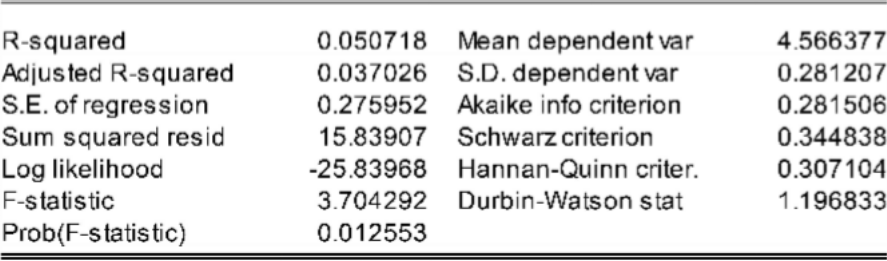 R-squared 0.050718 Mean dependent var 4.566377
Adjusted R-squared 0.037026 S.D. dependent var 0.281207
S.E. of regression 0.275952 Akaike info criterion 0.281506
Sum squared resid 15.83907 Schwarz criterion 0.344838
Log likelihood -25.83968 Hannan-Quinn criter. 0.307104
F-statistic 3.704292 Durbin-Watson stat 1.196833
Prob(F-statistic) 0.012553